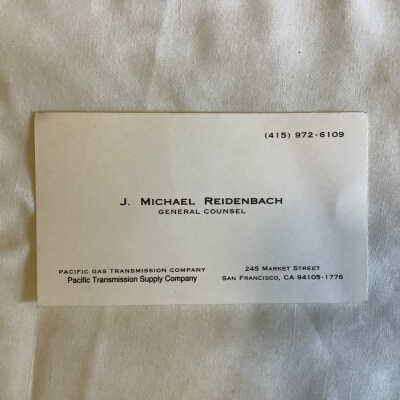 (415) 972-6109
J. MICHAEL REIDENBACH
GENERAL COUNSEL
PACIFIC GAS TRANSMISSION COMPANY
Pacific Transmission Supply Company
245 MARKET STREET
SAN FRANCISCO, CA 94105-1776